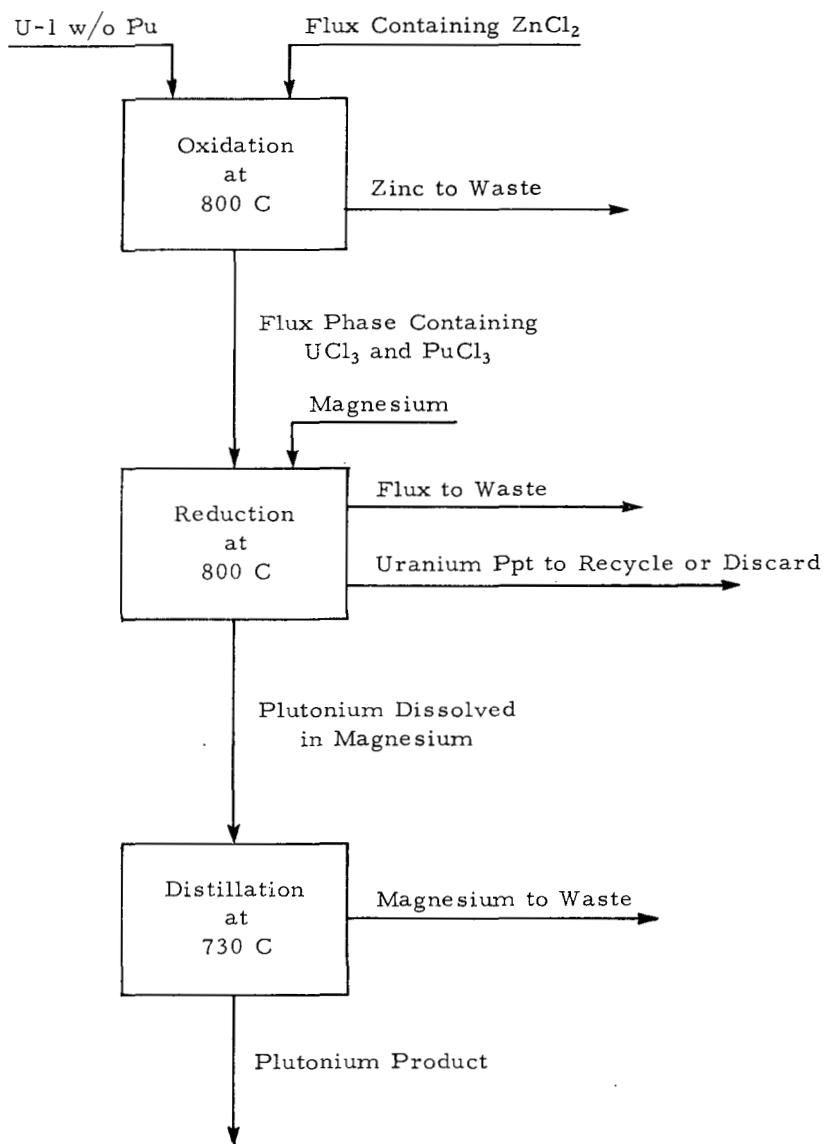 U-1 w/o Pu
Flux Containing ZnCl₂
Oxidation
at
800 C
Zinc to Waste
Flux Phase Containing
UCl₃ and PuCl₃
Magnesium
Reduction
at
800 C
Flux to Waste
Uranium Ppt to Recycle or Discard
Plutonium Dissolved
in Magnesium
Distillation
at
730 C
Magnesium to Waste
Plutonium Product